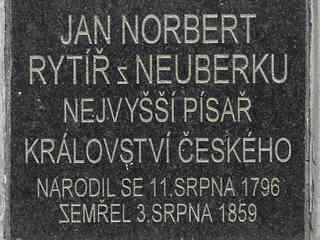 JAN NORBERT
RYTÍŘ z NEUBERKU
NEJVYŠŠÍ PÍSAŘ
KRÁLOVSTVÍ ČESKÉHO
NARODIL SE 11.SRPNA 1796
ZEMŘEL 3.SRPNA 1859